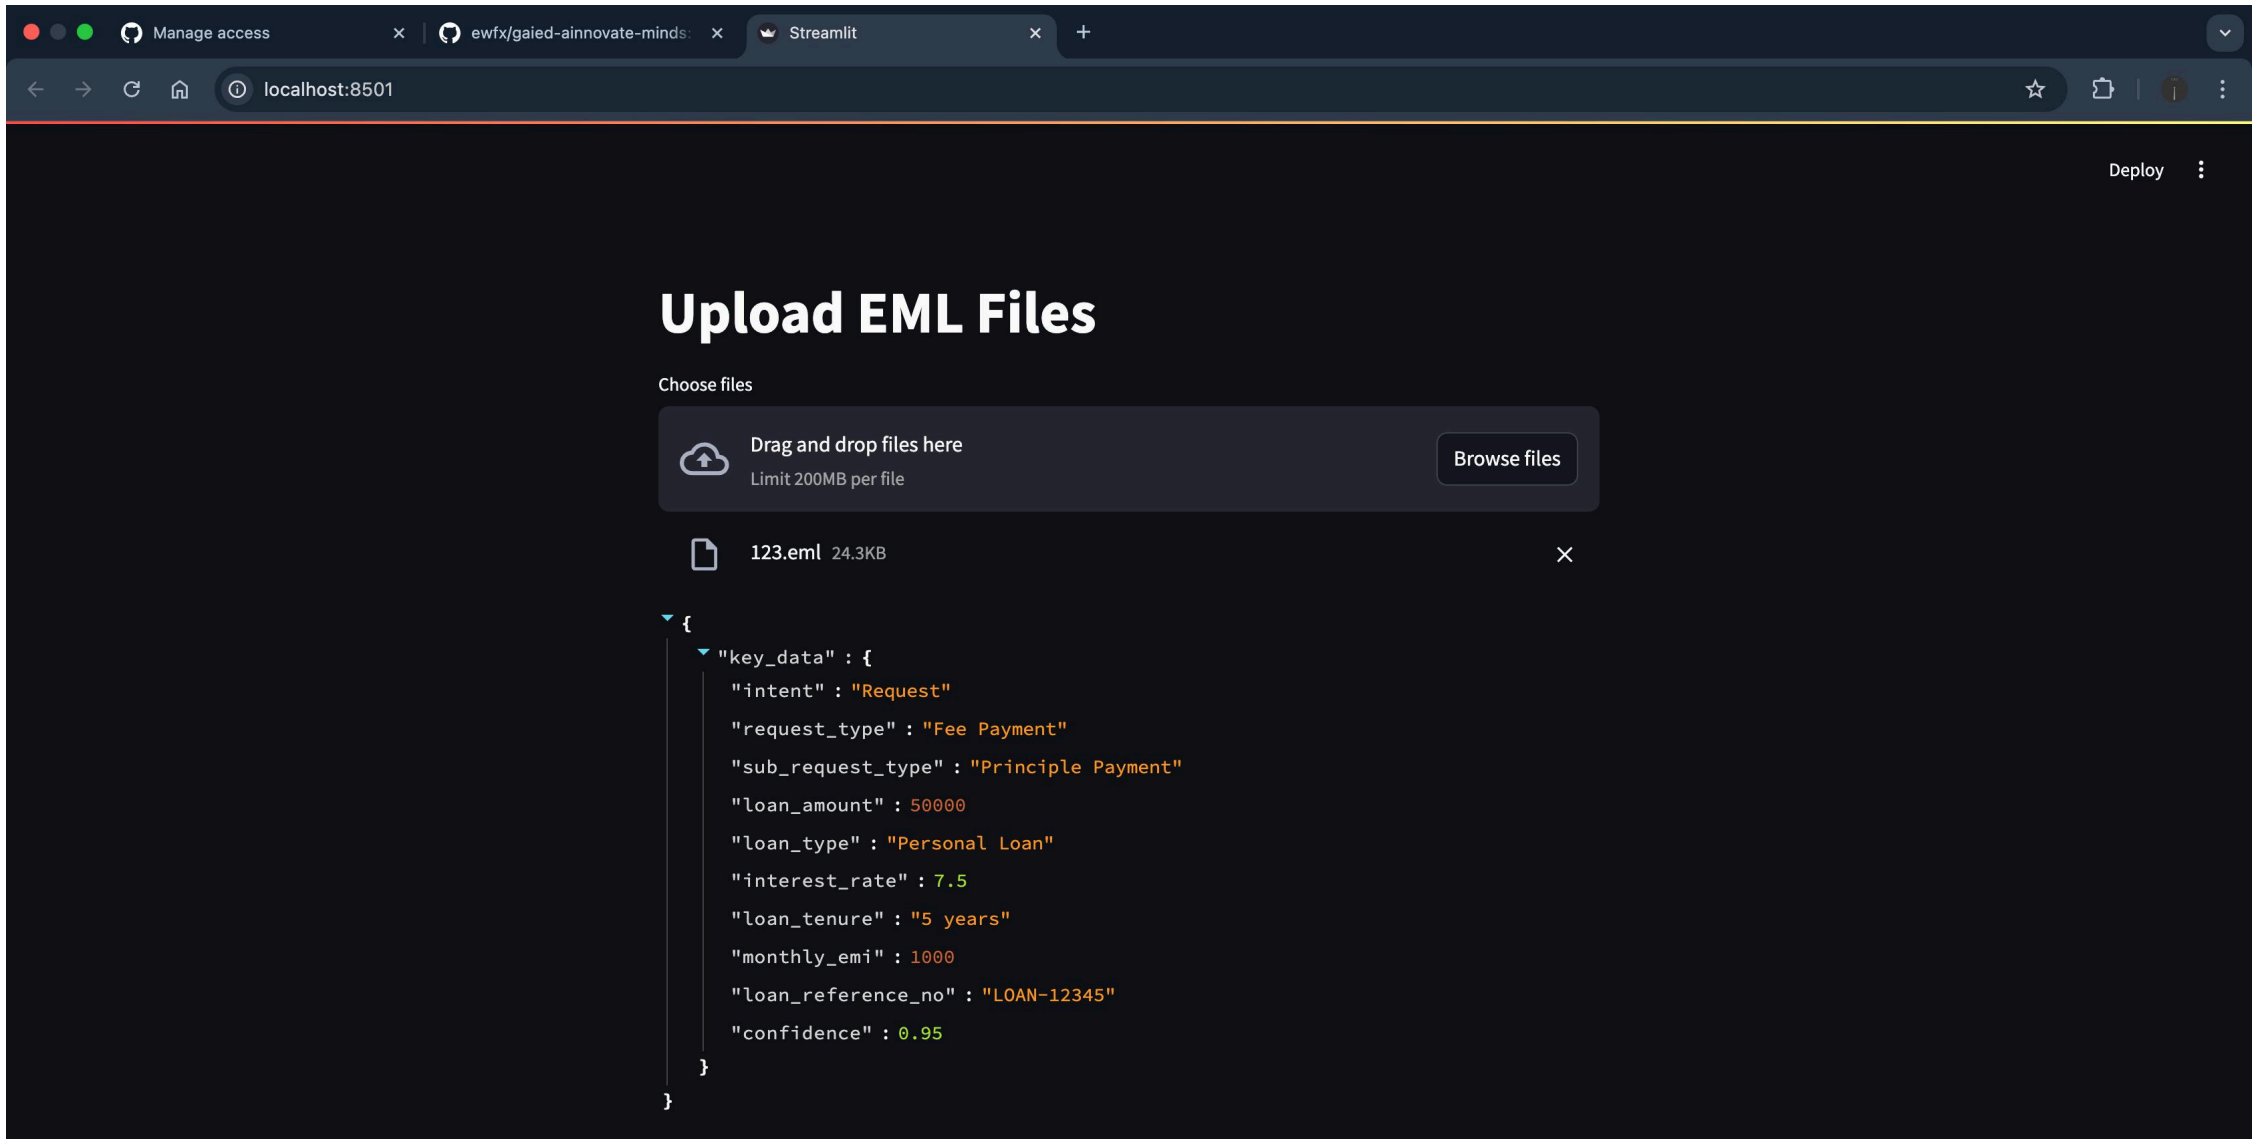 Manage access
ewfx/gaied-ainnovate-minds:
Streamlit
localhost:8501
Deploy
Upload EML Files
Choose files
Drag and drop files here
Limit 200MB per file
Browse files
123.eml 24.3KB
{
"key_data" : {
"intent" : "Request"
"request_type" : "Fee Payment"
"sub_request_type" : "Principle Payment"
"loan_amount" : 50000
"loan_type" : "Personal Loan"
"interest_rate" : 7.5
"loan_tenure" : "5 years"
"monthly_emi" : 1000
"loan_reference_no" : "LOAN-12345"
"confidence" : 0.95
}
}